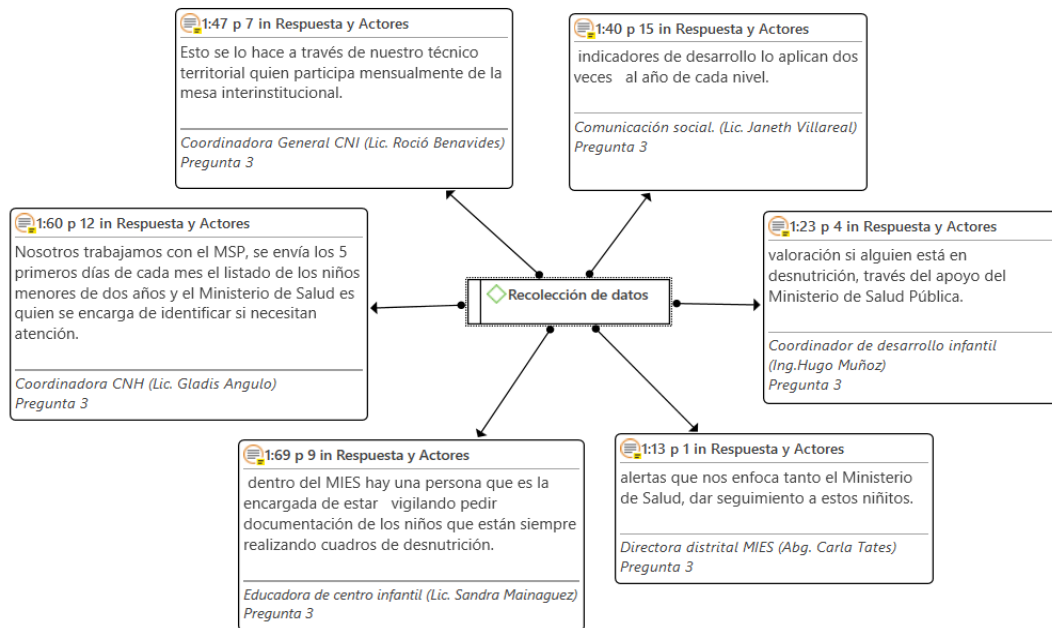 1:47 p 7 in Respuesta y Actores
Esto se lo hace a través de nuestro técnico
territorial quien participa mensualmente de la
mesa interinstitucional.
Coordinadora General CNI (Lic. Roció Benavides)
Pregunta 3
1:40 p 15 in Respuesta y Actores
indicadores de desarrollo lo aplican dos
veces al año de cada nivel.
Comunicación social. (Lic. Janeth Villareal)
Pregunta 3
1:60 p 12 in Respuesta y Actores
Nosotros trabajamos con el MSP, se envía los 5
primeros días de cada mes el listado de los niños
menores de dos años y el Ministerio de Salud es
quien se encarga de identificar si necesitan
atención.
Coordinadora CNH (Lic. Gladis Angulo)
Pregunta 3
Recolección de datos
1:23 p 4 in Respuesta y Actores
valoración si alguien está en
desnutrición, través del apoyo del
Ministerio de Salud Pública.
Coordinador de desarrollo infantil
(Ing.Hugo Muñoz)
Pregunta 3
1:69 p 9 in Respuesta y Actores
dentro del MIES hay una persona que es la
encargada de estar vigilando pedir
documentación de los niños que están siempre
realizando cuadros de desnutrición.
Educadora de centro infantil (Lic. Sandra Mainaguez)
Pregunta 3
1:13 p 1 in Respuesta y Actores
alertas que nos enfoca tanto el Ministerio
de Salud, dar seguimiento a estos niñitos.
Directora distrital MIES (Abg. Carla Tates)
Pregunta 3